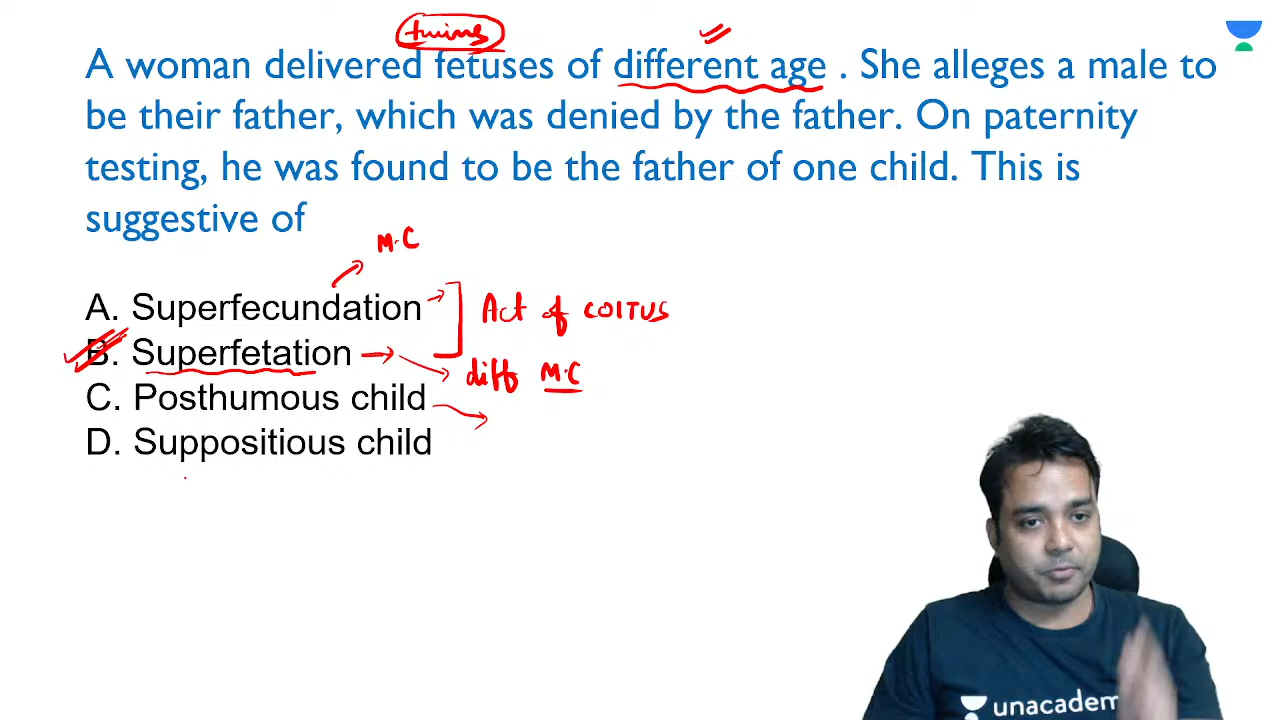 twins
A woman delivered fetuses of different age . She alleges a male to
be their father, which was denied by the father. On paternity
testing, he was found to be the father of one child. This is
suggestive of
M.C
A. Superfecundation
Act of COITUS
B. Superfetation
diff M.C
C. Posthumous child
D. Suppositious child
unacadem